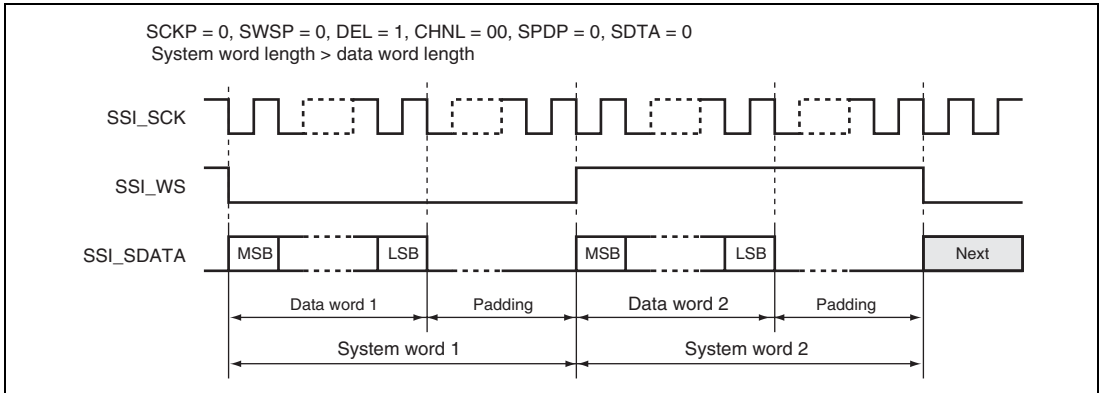 SCKP = 0, SWSP = 0, DEL = 1, CHNL = 00, SPDP = 0, SDTA = 0
System word length > data word length
SSI_SCK
SSI_WS
SSI_SDATA
MSB LSB MSB LSB Next
Data word 1 Padding Data word 2 Padding
System word 1 System word 2